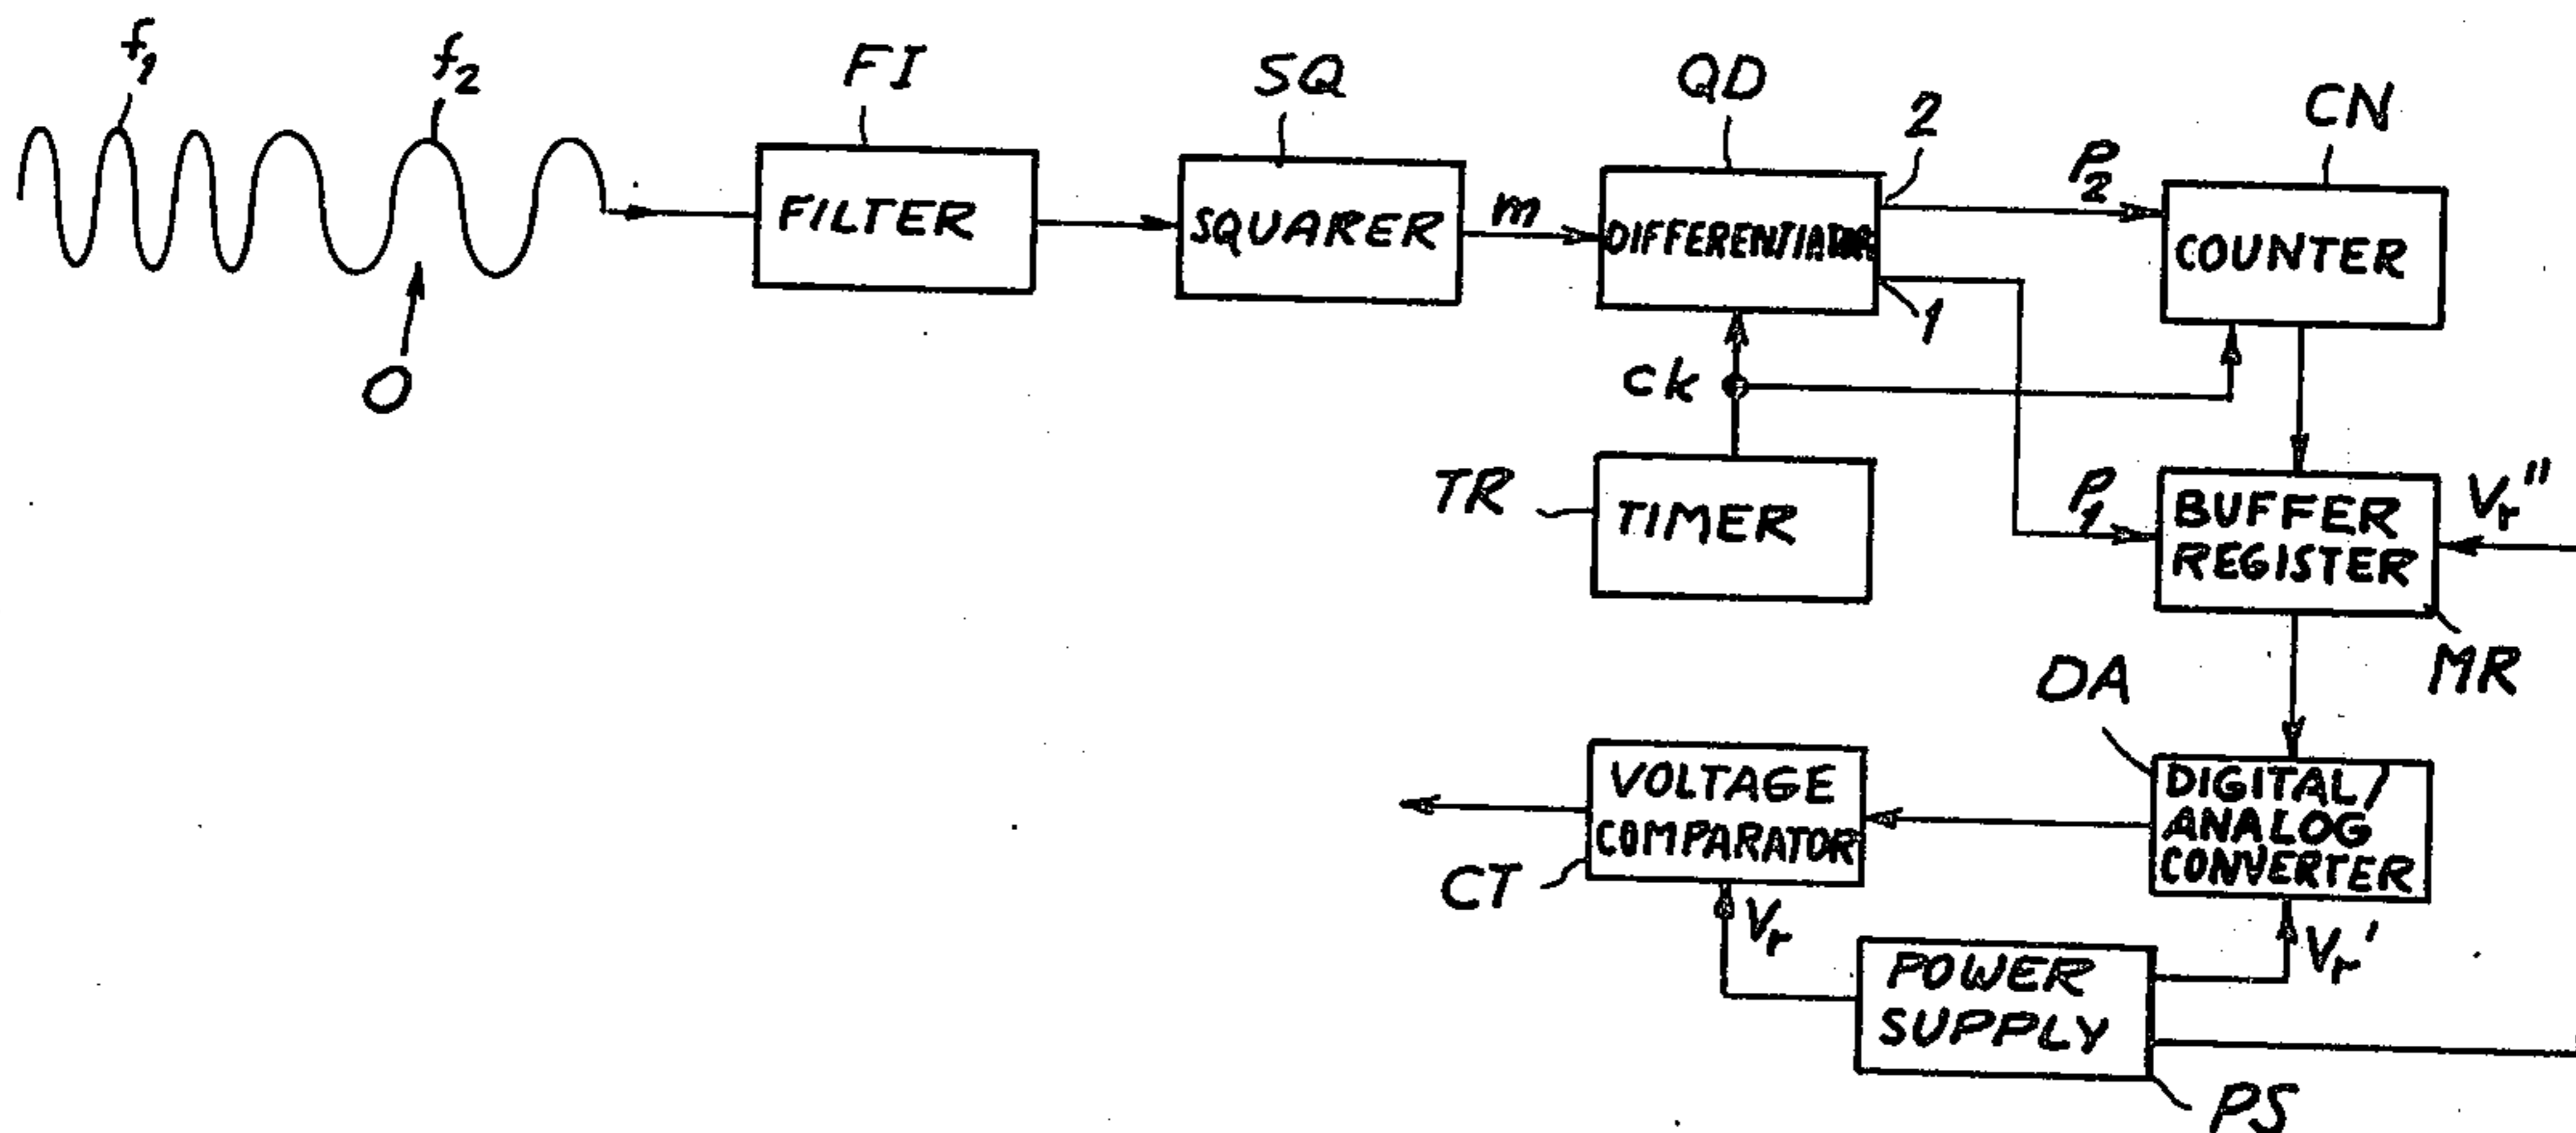 f1
f2
FI
SQ
QD
CN
FILTER
SQUARER
m
DIFFERENTIATOR
2
P2
COUNTER
1
O
ck
TR
TIMER
P1
BUFFER
REGISTER
Vr''
MR
DA
VOLTAGE
COMPARATOR
DIGITAL/
ANALOG
CONVERTER
CT
Vr
Vr'
POWER
SUPPLY
PS